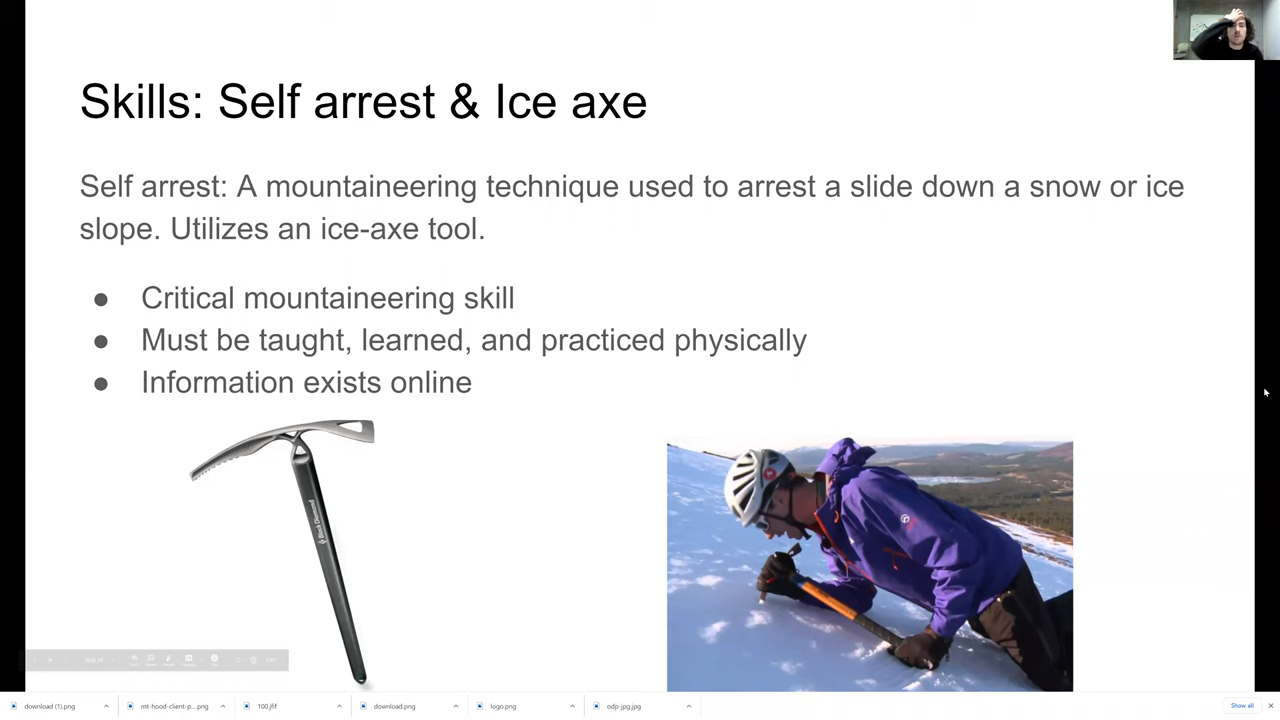 Skills: Self arrest & Ice axe
Self arrest: A mountaineering technique used to arrest a slide down a snow or ice
slope. Utilizes an ice-axe tool.
● Critical mountaineering skill
● Must be taught, learned, and practiced physically
● Information exists online
Black Diamond
download (1).png
mt-hood-client-p....png
100.jfif
download.png
logo.png
odp-jpg.jpg
Show all